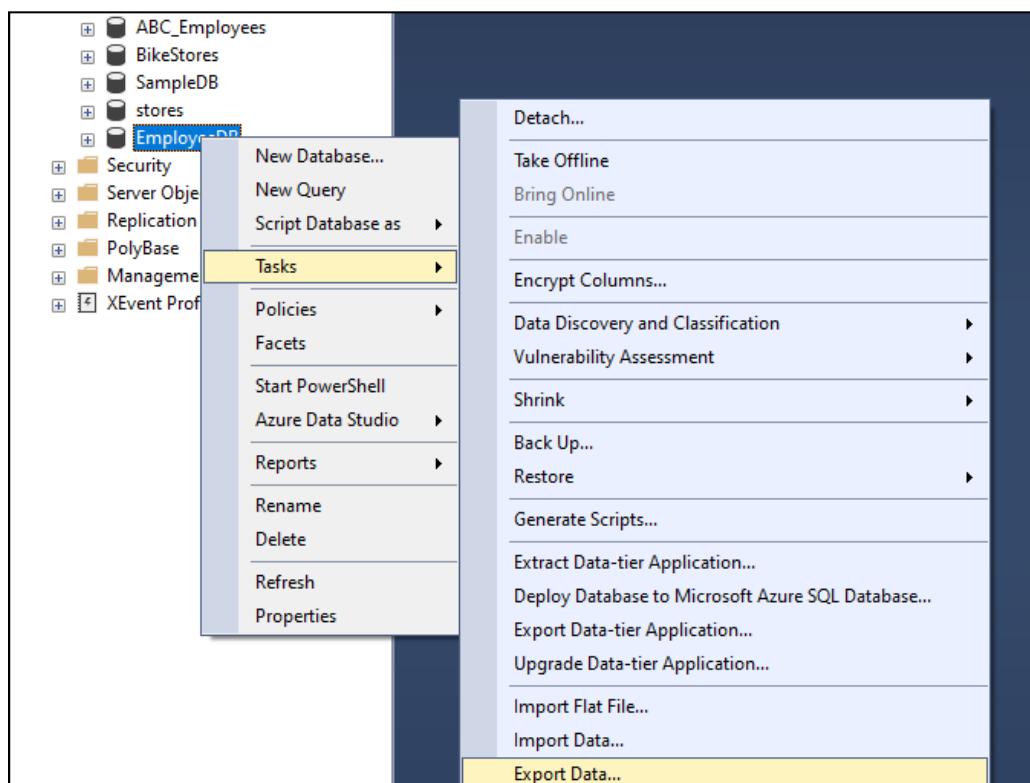 ABC_Employees
BikeStores
SampleDB
stores
EmployeeDB
Security
Server Obje
Replication
PolyBase
Manageme
XEvent Prof
New Database...
New Query
Script Database as
Tasks
Policies
Facets
Start PowerShell
Azure Data Studio
Reports
Rename
Delete
Refresh
Properties
Detach...
Take Offline
Bring Online
Enable
Encrypt Columns...
Data Discovery and Classification
Vulnerability Assessment
Shrink
Back Up...
Restore
Generate Scripts...
Extract Data-tier Application...
Deploy Database to Microsoft Azure SQL Database...
Export Data-tier Application...
Upgrade Data-tier Application...
Import Flat File...
Import Data...
Export Data...